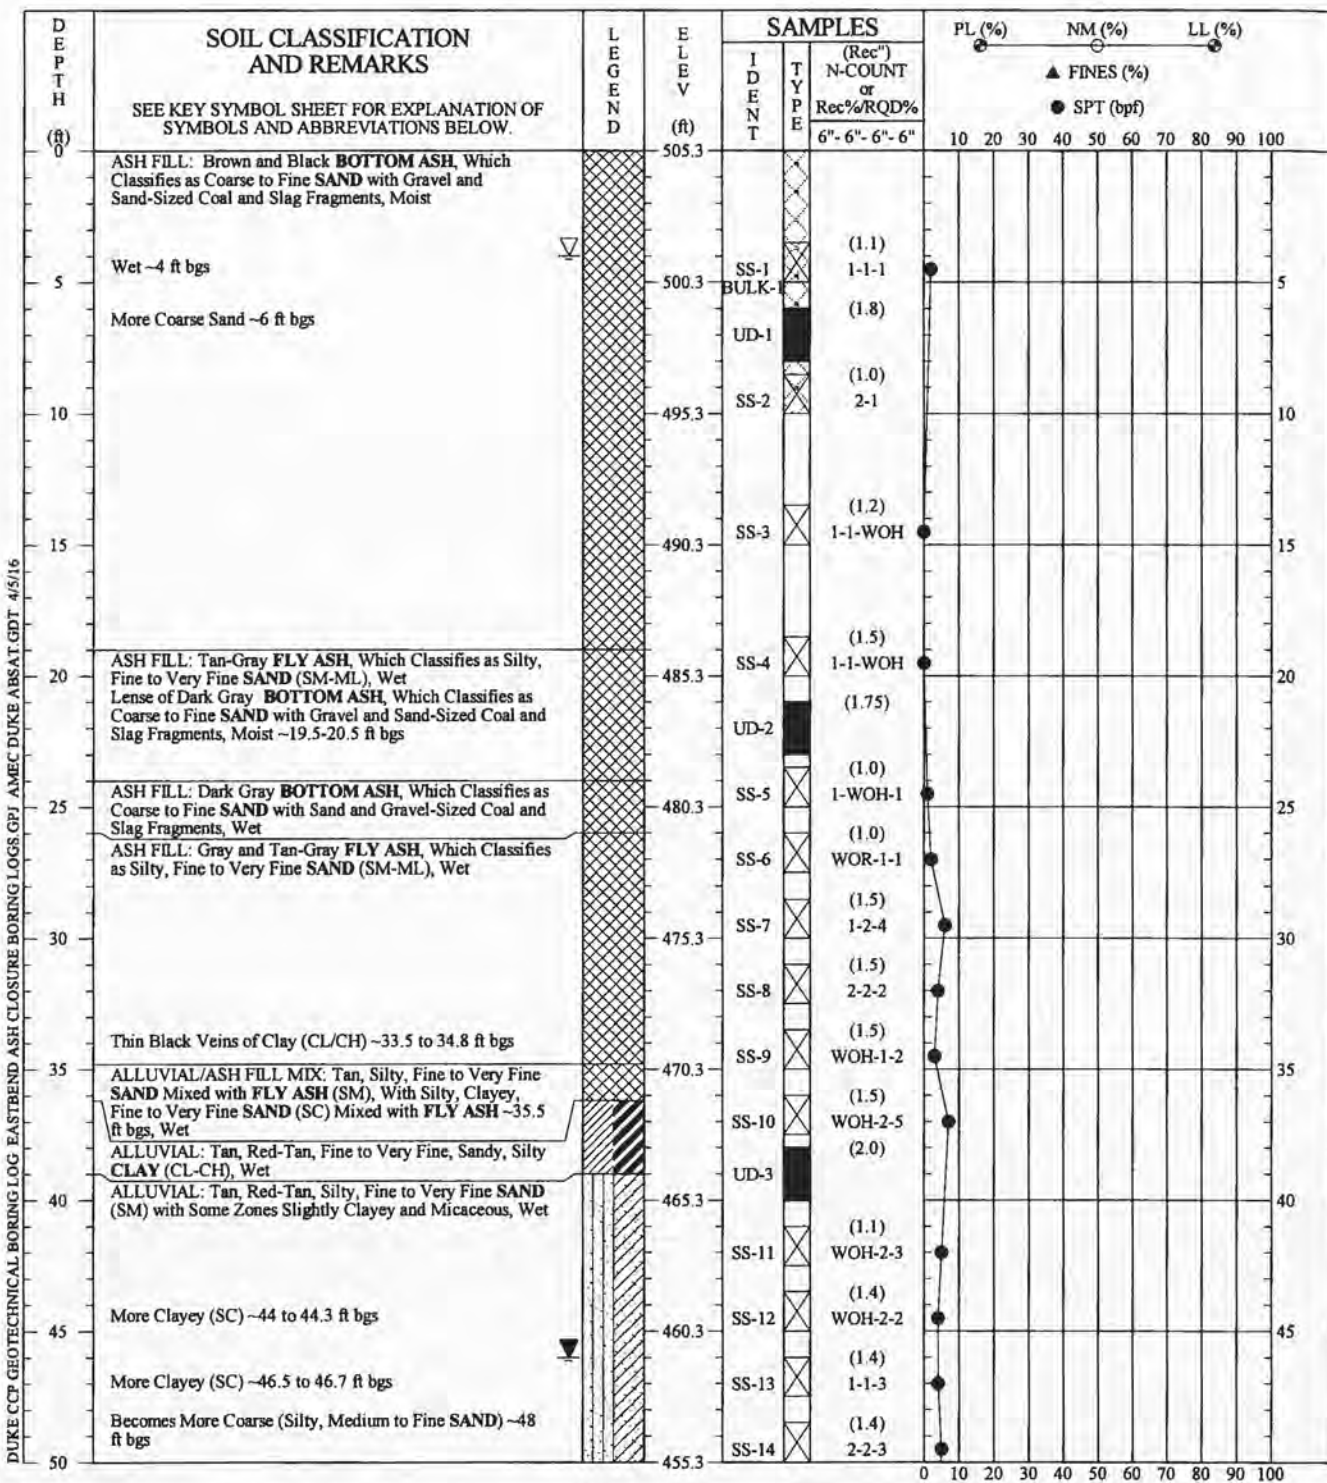 DEPTH
(ft)
SOIL CLASSIFICATION
AND REMARKS
SEE KEY SYMBOL SHEET FOR EXPLANATION OF
SYMBOLS AND ABBREVIATIONS BELOW.
LEGEND
ELEV
(ft)
SAMPLES
IDENT
TYPE
(Rec")
N-COUNT
or
Rec%/RQD%
6"- 6"- 6"- 6"
PL (%) NM (%) LL (%)
▲ FINES (%)
● SPT (bpf)
10 20 30 40 50 60 70 80 90 100
0
505.3
ASH FILL: Brown and Black BOTTOM ASH, Which
Classifies as Coarse to Fine SAND with Gravel and
Sand-Sized Coal and Slag Fragments, Moist
(1.1)
Wet ~4 ft bgs
SS-1 1-1-1
5 500.3 BULK-1 5
(1.8)
More Coarse Sand ~6 ft bgs
UD-1
(1.0)
SS-2 2-1
10 495.3 10
(1.2)
SS-3 1-1-WOH
15 490.3 15
(1.5)
ASH FILL: Tan-Gray FLY ASH, Which Classifies as Silty,
SS-4 1-1-WOH
20 485.3 20
Fine to Very Fine SAND (SM-ML), Wet
Lense of Dark Gray BOTTOM ASH, Which Classifies as
(1.75)
Coarse to Fine SAND with Gravel and Sand-Sized Coal and
UD-2
Slag Fragments, Moist ~19.5-20.5 ft bgs
(1.0)
ASH FILL: Dark Gray BOTTOM ASH, Which Classifies as
SS-5 1-WOH-1
25 480.3 25
Coarse to Fine SAND with Sand and Gravel-Sized Coal and
Slag Fragments, Wet
(1.0)
ASH FILL: Gray and Tan-Gray FLY ASH, Which Classifies
SS-6 WOR-1-1
as Silty, Fine to Very Fine SAND (SM-ML), Wet
(1.5)
SS-7 1-2-4
30 475.3 30
(1.5)
SS-8 2-2-2
(1.5)
Thin Black Veins of Clay (CL/CH) ~33.5 to 34.8 ft bgs
SS-9 WOH-1-2
35 470.3 35
ALLUVIAL/ASH FILL MIX: Tan, Silty, Fine to Very Fine
SAND Mixed with FLY ASH (SM), With Silty, Clayey,
(1.5)
Fine to Very Fine SAND (SC) Mixed with FLY ASH ~35.5
ft bgs, Wet
SS-10 WOH-2-5
ALLUVIAL: Tan, Red-Tan, Fine to Very Fine, Sandy, Silty
(2.0)
CLAY (CL-CH), Wet
UD-3
ALLUVIAL: Tan, Red-Tan, Silty, Fine to Very Fine SAND
40 465.3 40
(SM) with Some Zones Slightly Clayey and Micaceous, Wet
(1.1)
SS-11 WOH-2-3
(1.4)
More Clayey (SC) ~44 to 44.3 ft bgs
SS-12 WOH-2-2
45 460.3 45
(1.4)
More Clayey (SC) ~46.5 to 46.7 ft bgs
SS-13 1-1-3
Becomes More Coarse (Silty, Medium to Fine SAND) ~48
(1.4)
ft bgs
SS-14 2-2-3
50 455.3
0 10 20 30 40 50 60 70 80 90 100
DUKE CCP GEOTECHNICAL BORING LOG EASTBEND ASH CLOSURE BORING LOGS.GPJ AMEC DUKE ABSAT.GDT 4/5/16